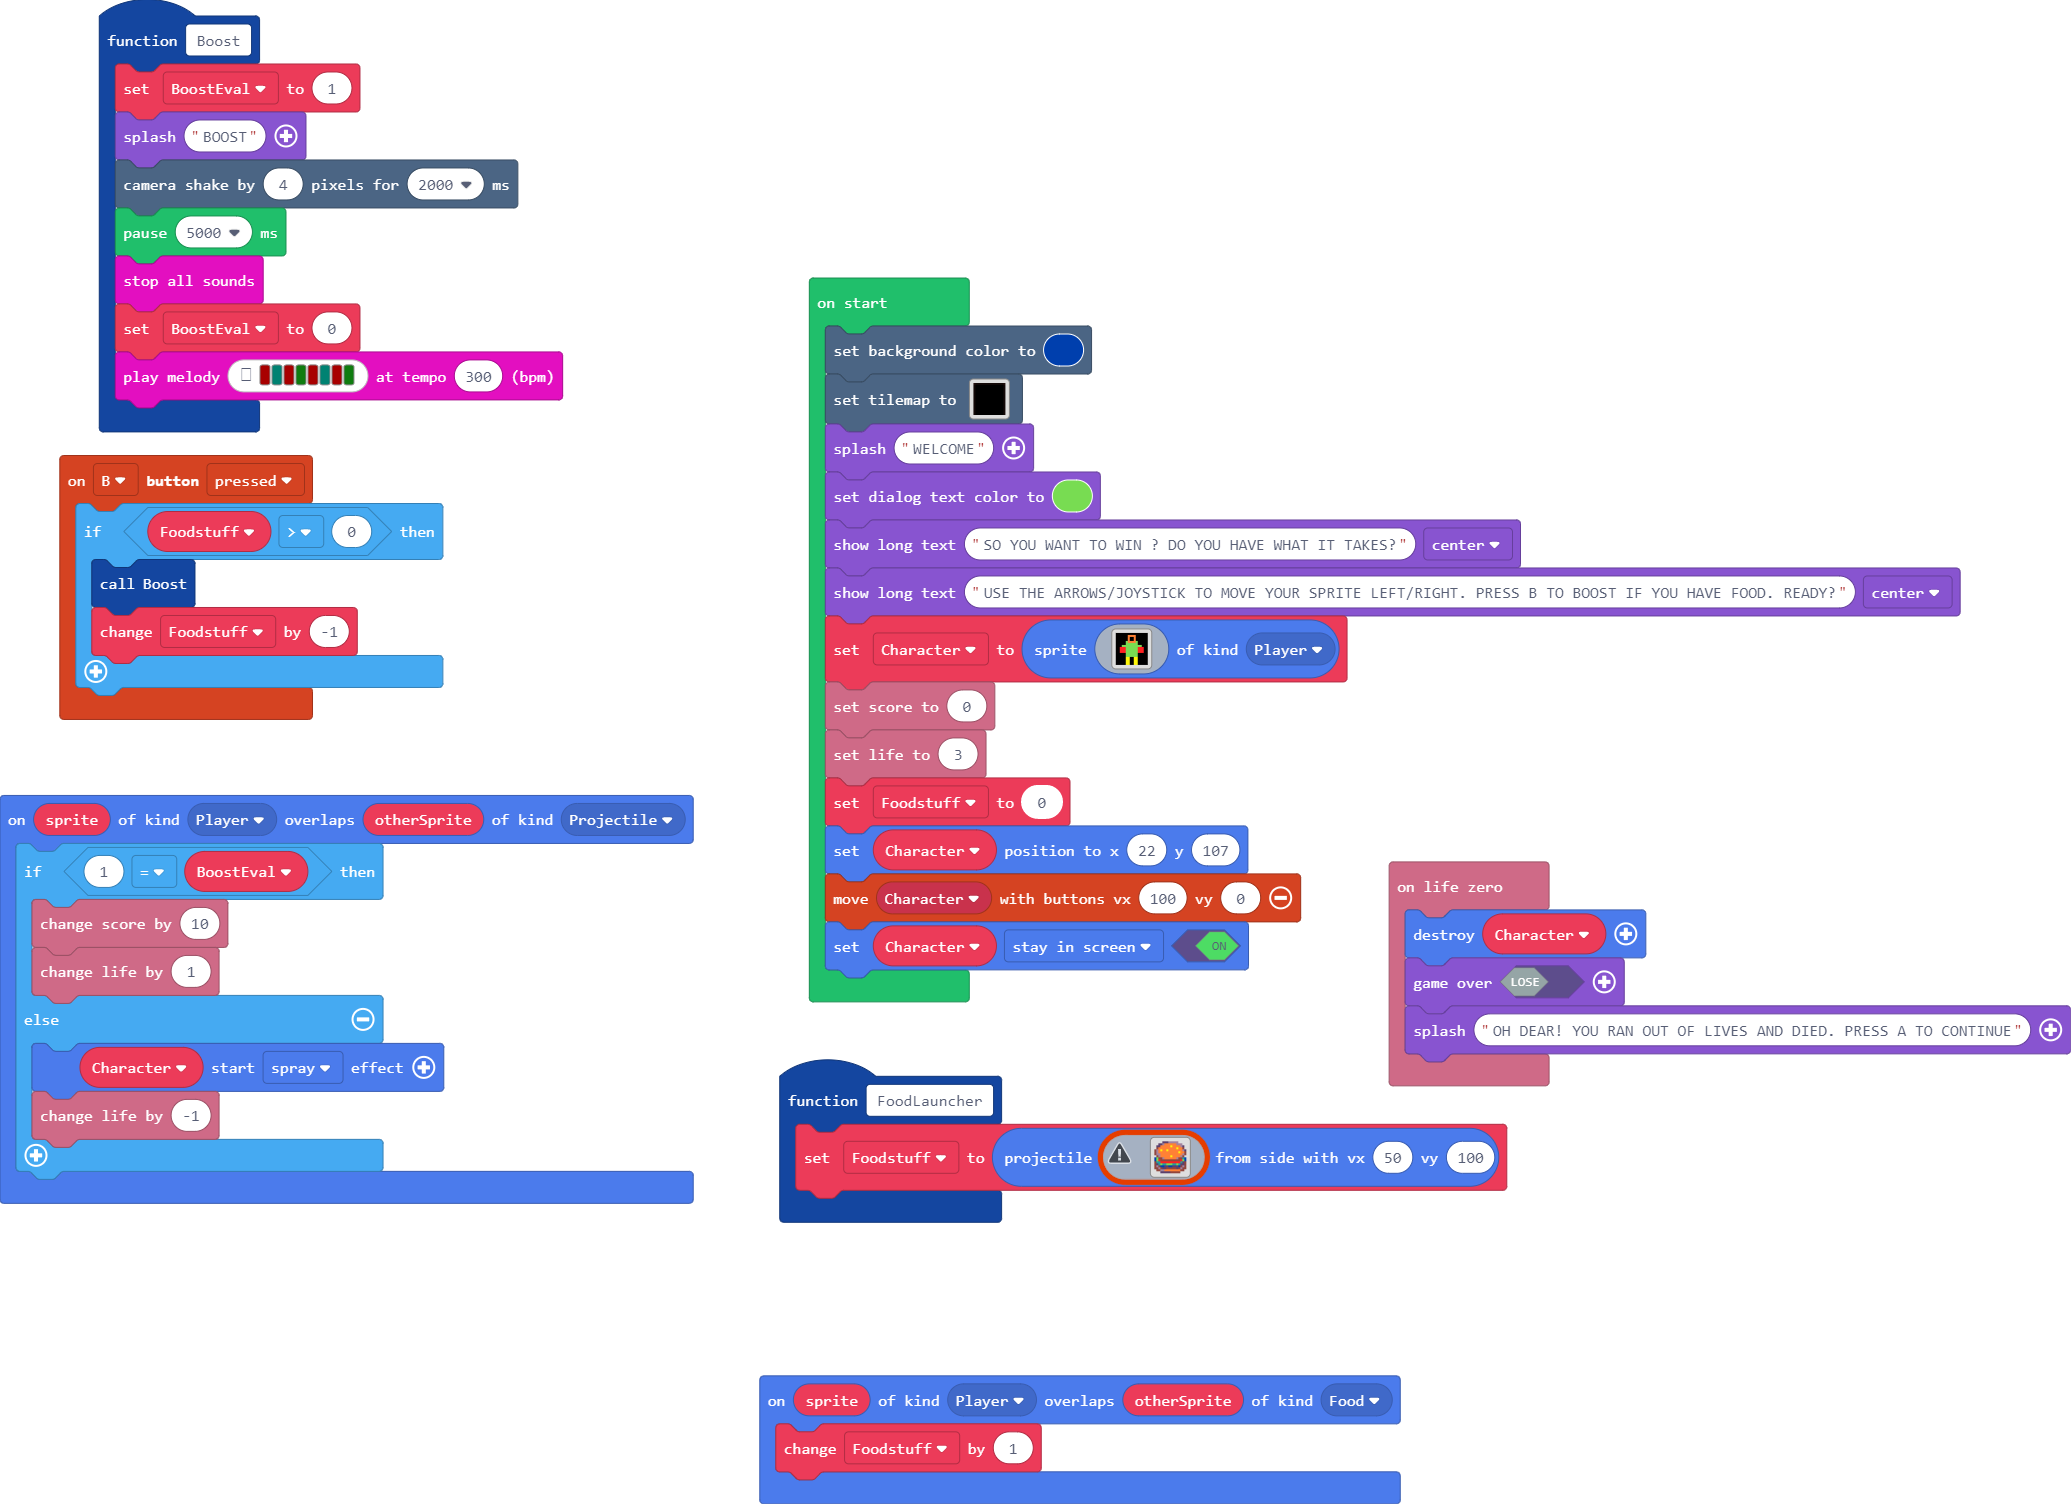 function Boost
set BoostEval to 1
splash "BOOST"
camera shake by 4 pixels for 2000 ms
pause 5000 ms
stop all sounds
set BoostEval to 0
play melody at tempo 300 (bpm)
on B button pressed
if Foodstuff > 0 then
call Boost
change Foodstuff by -1
on sprite of kind Player overlaps otherSprite of kind Projectile
if 1 = BoostEval then
change score by 10
change life by 1
else
Character start spray effect
change life by -1
on start
set background color to
set tilemap to
splash "WELCOME"
set dialog text color to
show long text "SO YOU WANT TO WIN ? DO YOU HAVE WHAT IT TAKES?" center
show long text "USE THE ARROWS/JOYSTICK TO MOVE YOUR SPRITE LEFT/RIGHT. PRESS B TO BOOST IF YOU HAVE FOOD. READY?" center
set Character to sprite of kind Player
set score to 0
set life to 3
set Foodstuff to 0
set Character position to x 22 y 107
move Character with buttons vx 100 vy 0
set Character stay in screen ON
on life zero
destroy Character
game over LOSE
splash "OH DEAR! YOU RAN OUT OF LIVES AND DIED. PRESS A TO CONTINUE"
function FoodLauncher
set Foodstuff to projectile from side with vx 50 vy 100
on sprite of kind Player overlaps otherSprite of kind Food
change Foodstuff by 1